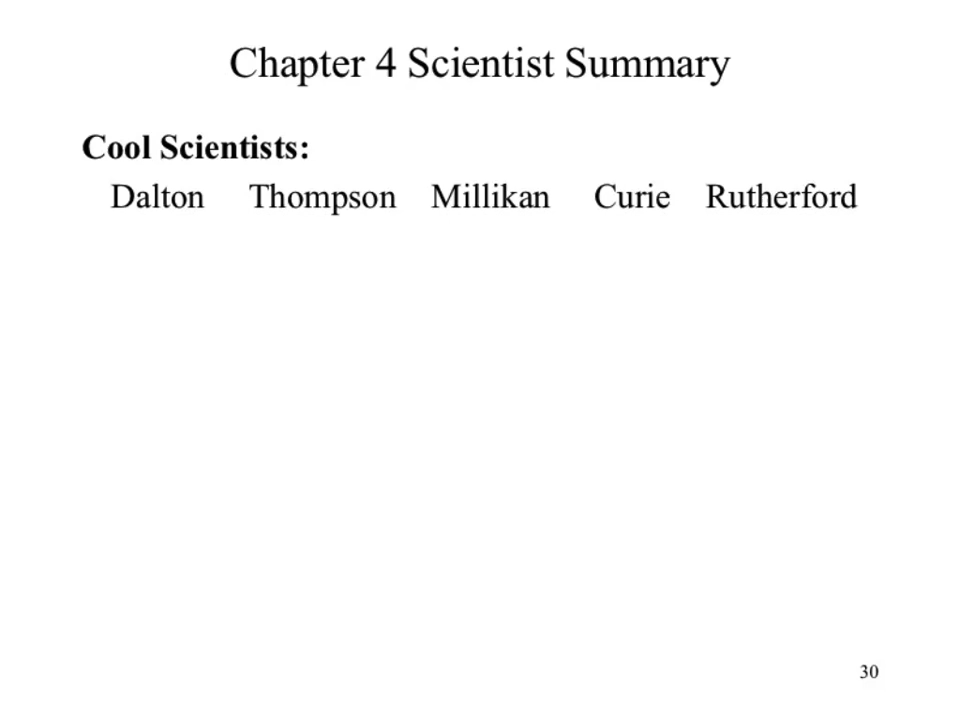 Chapter 4 Scientist Summary
Cool Scientists:
Dalton Thompson Millikan Curie Rutherford
30